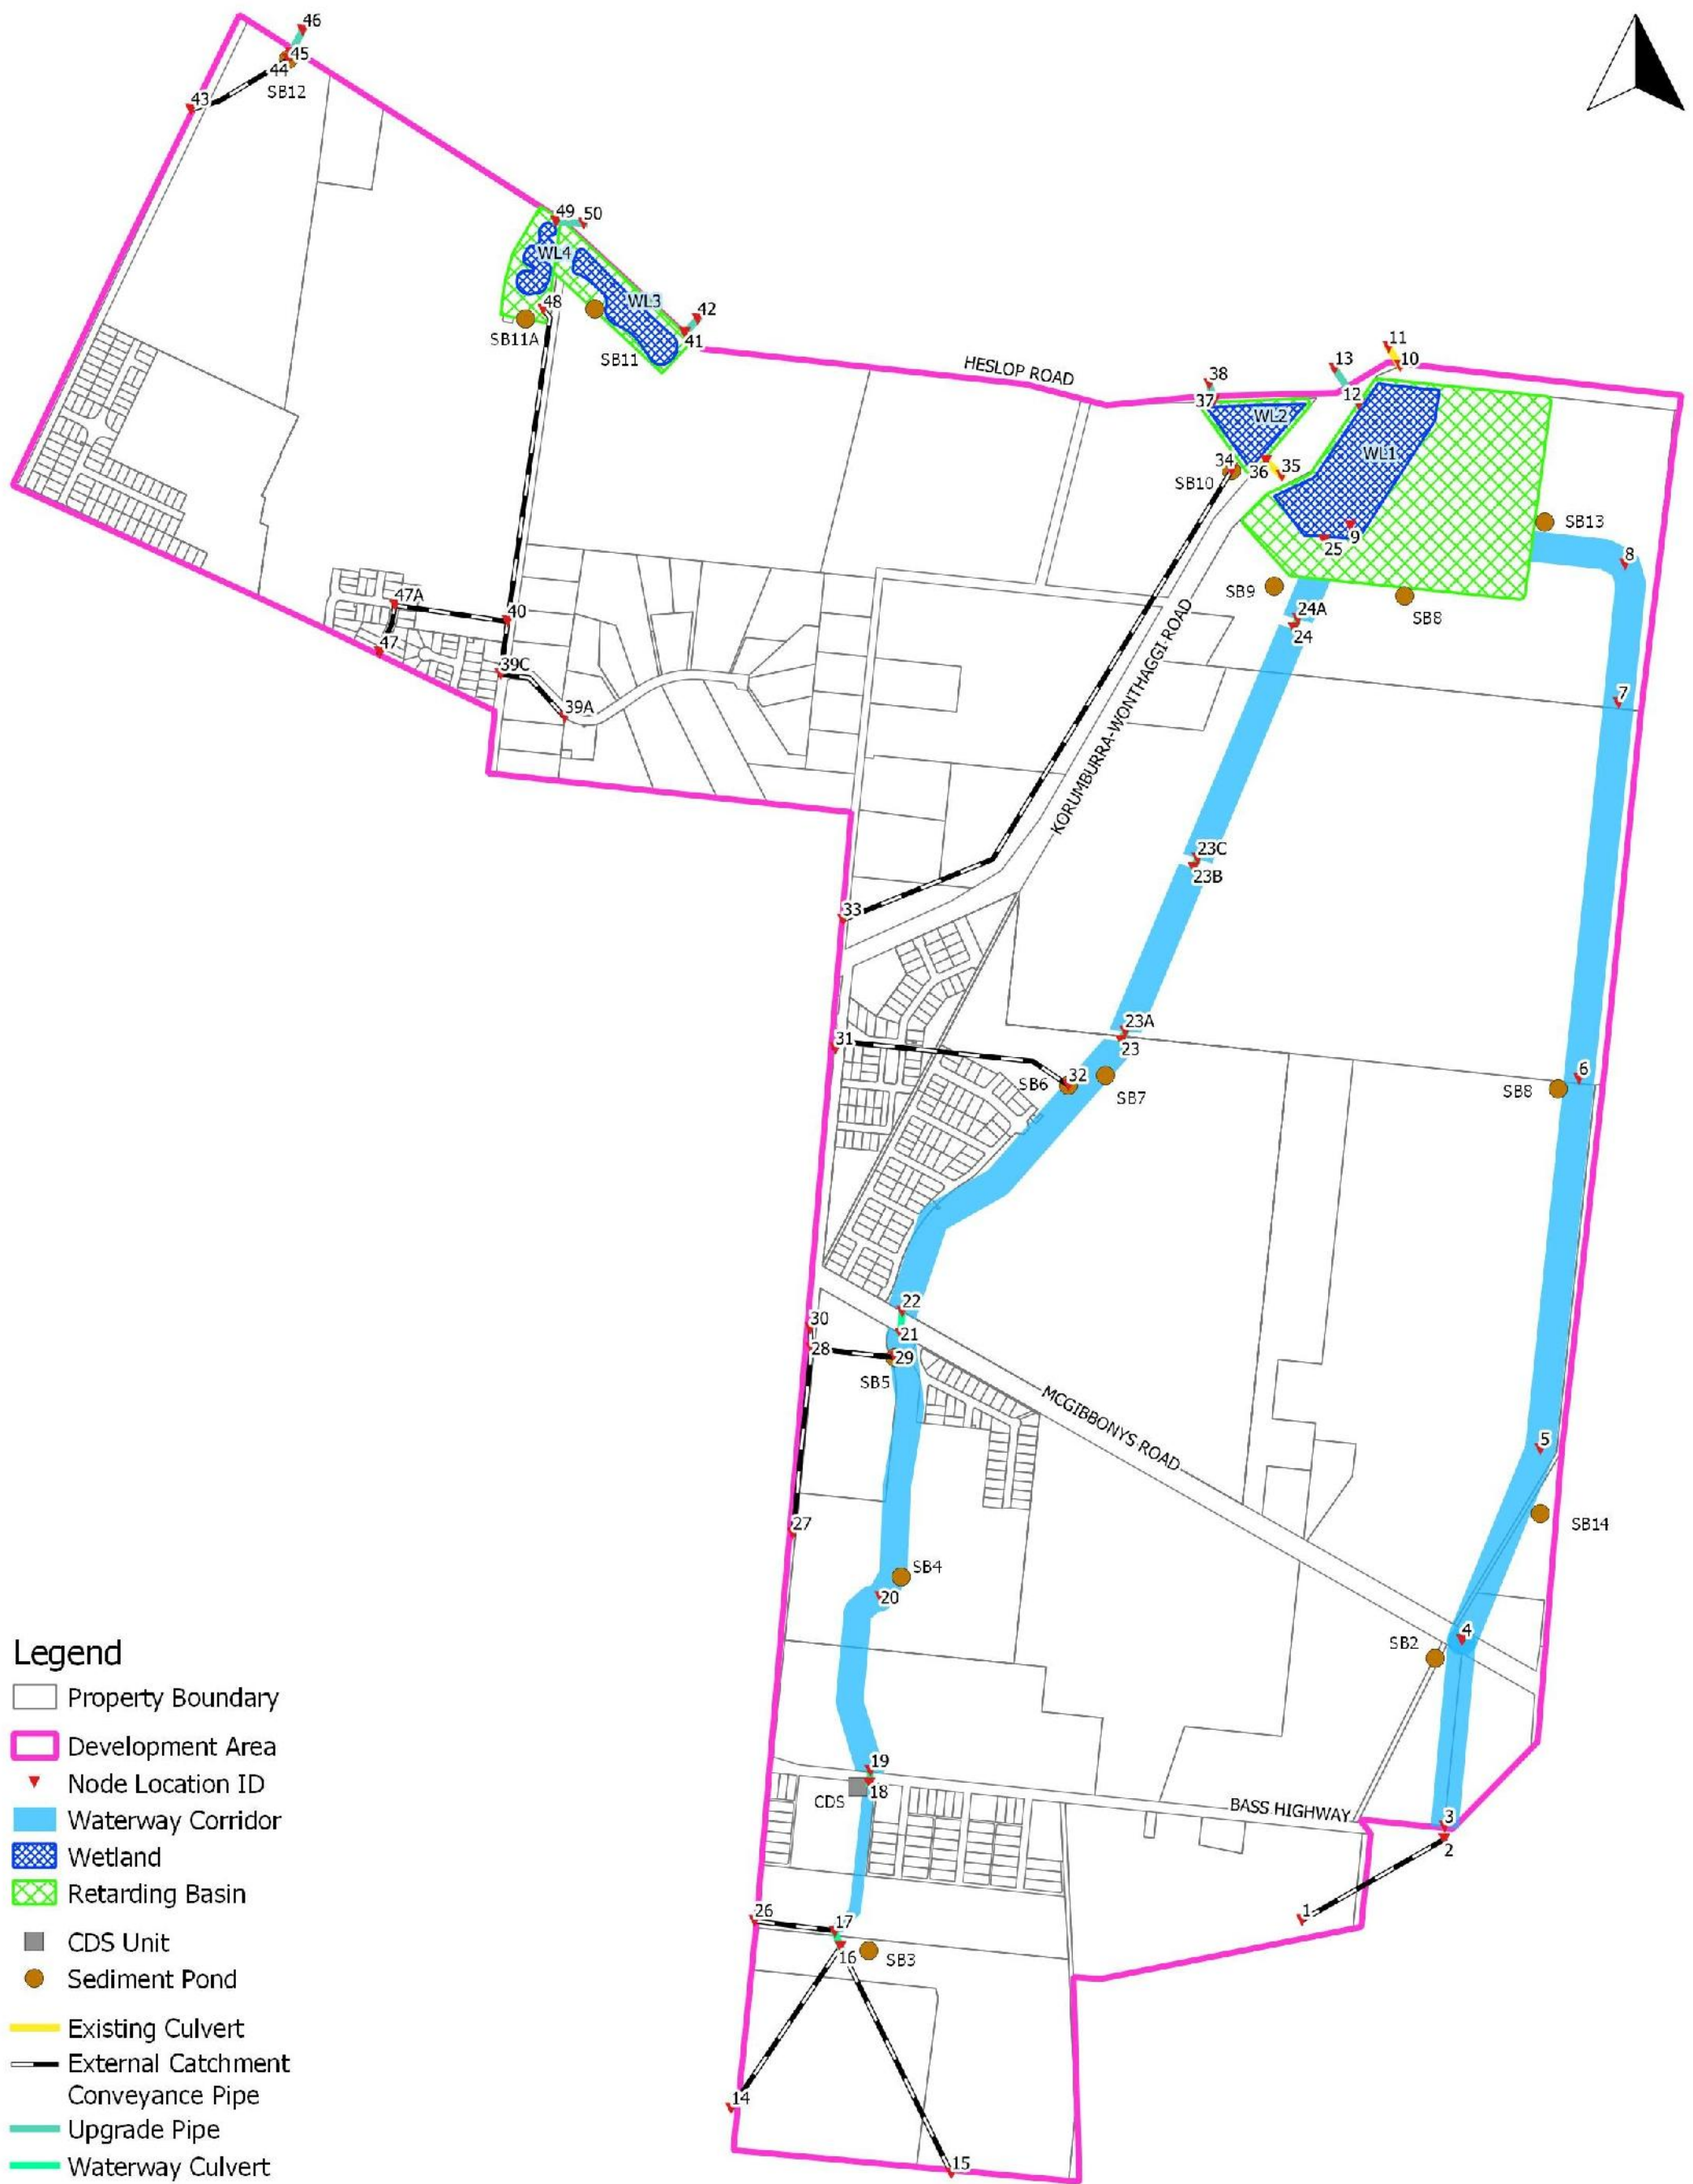 46
45
44
SB12
43
49
50
WL4
48
WL3
42
SB11A
SB11
41
HESLOP ROAD
11
13
10
38
12
37
WL2
WL1
34
36
35
SB10
9
25
SB13
8
SB9
SB8
24A
24
47A
40
47
39C
39A
7
KORUMBURRA-WONTHAGGI ROAD
23C
23B
33
23A
31
23
32
SB6
SB7
6
SB8
22
30
21
28
29
SB5
MCGIBBONYS ROAD
5
27
SB14
SB4
20
4
SB2
19
18
CDS
BASS HIGHWAY
3
2
26
17
1
16
SB3
14
15
Legend
Property Boundary
Development Area
Node Location ID
Waterway Corridor
Wetland
Retarding Basin
CDS Unit
Sediment Pond
Existing Culvert
External Catchment
Conveyance Pipe
Upgrade Pipe
Waterway Culvert